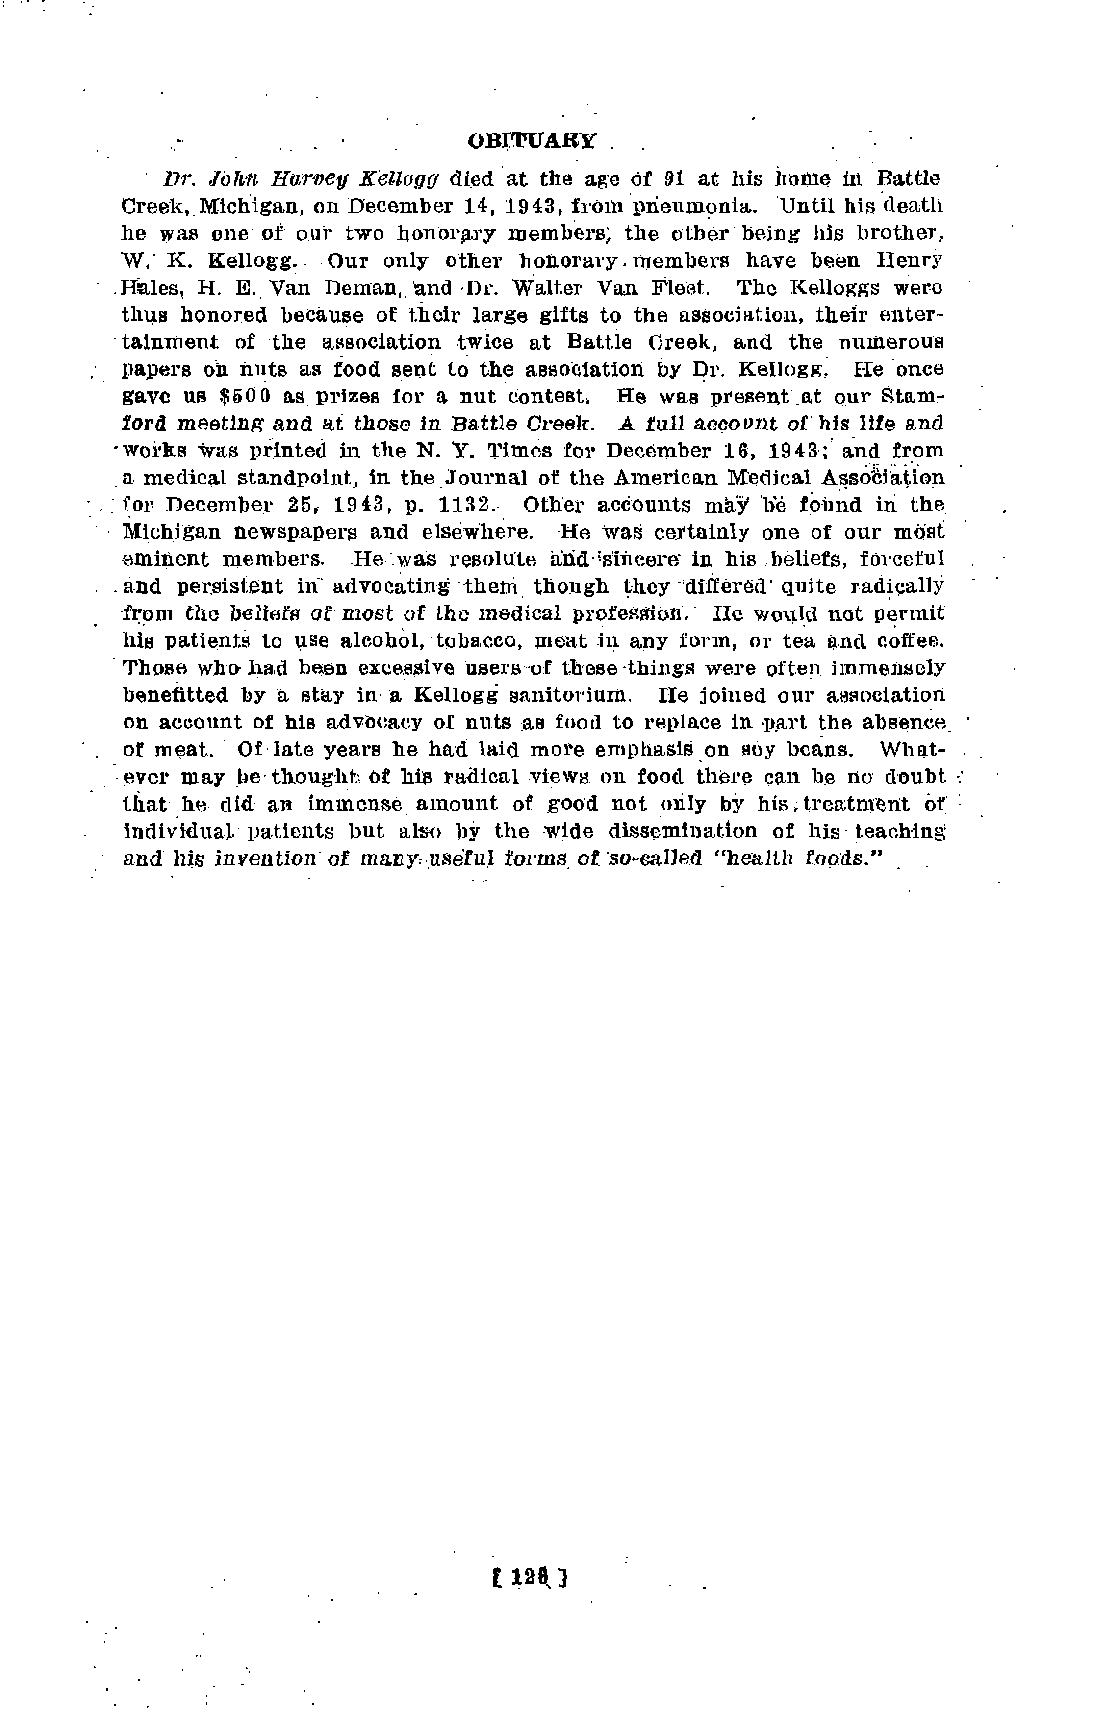 OBITUARY
Dr. John Harvey Kellogg died at the age of 91 at his home in Battle
Creek, Michigan, on December 14, 1943, from pneumonia. Until his death
he was one of our two honorary members, the other being his brother,
W. K. Kellogg. Our only other honorary members have been Henry
Hales, H. E. Van Deman, and Dr. Walter Van Fleet. The Kelloggs were
thus honored because of their large gifts to the association, their enter-
tainment of the association twice at Battle Creek, and the numerous
papers on nuts as food sent to the association by Dr. Kellogg. He once
gave us $500 as prizes for a nut contest. He was present at our Stam-
ford meeting and at those in Battle Creek. A full account of his life and
works was printed in the N. Y. Times for December 16, 1943; and from
a medical standpoint, in the Journal of the American Medical Association
for December 25, 1943, p. 1132. Other accounts may be found in the
Michigan newspapers and elsewhere. He was certainly one of our most
eminent members. He was resolute and sincere in his beliefs, forceful
and persistent in advocating them though they differed quite radically
from the beliefs of most of the medical profession. He would not permit
his patients to use alcohol, tobacco, meat in any form, or tea and coffee.
Those who had been excessive users of these things were often immensely
benefitted by a stay in a Kellogg sanitorium. He joined our association
on account of his advocacy of nuts as food to replace in part the absence
of meat. Of late years he had laid more emphasis on soy beans. What-
ever may be thought of his radical views on food there can be no doubt
that he did an immense amount of good not only by his treatment of
individual patients but also by the wide dissemination of his teaching
and his invention of many useful forms of so-called "health foods."